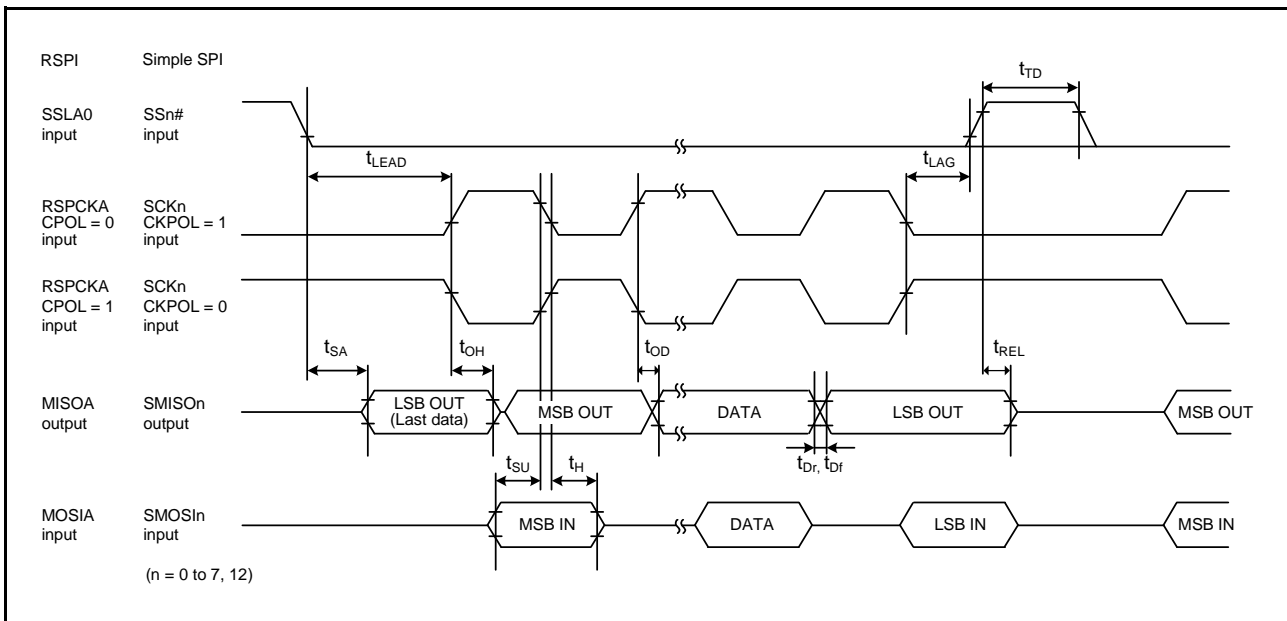 RSPI Simple SPI
tTD
SSLA0 SSn#
input input
tLEAD
tLAG
RSPCKA SCKn
CPOL = 0 CKPOL = 1
input input
RSPCKA SCKn
CPOL = 1 CKPOL = 0
input input
tSA tOH tOD tREL
MISOA SMISOn
output output
LSB OUT
(Last data)
MSB OUT DATA LSB OUT MSB OUT
tSU tH tDr, tDf
MOSIA SMOSIn
input input
MSB IN DATA LSB IN MSB IN
(n = 0 to 7, 12)